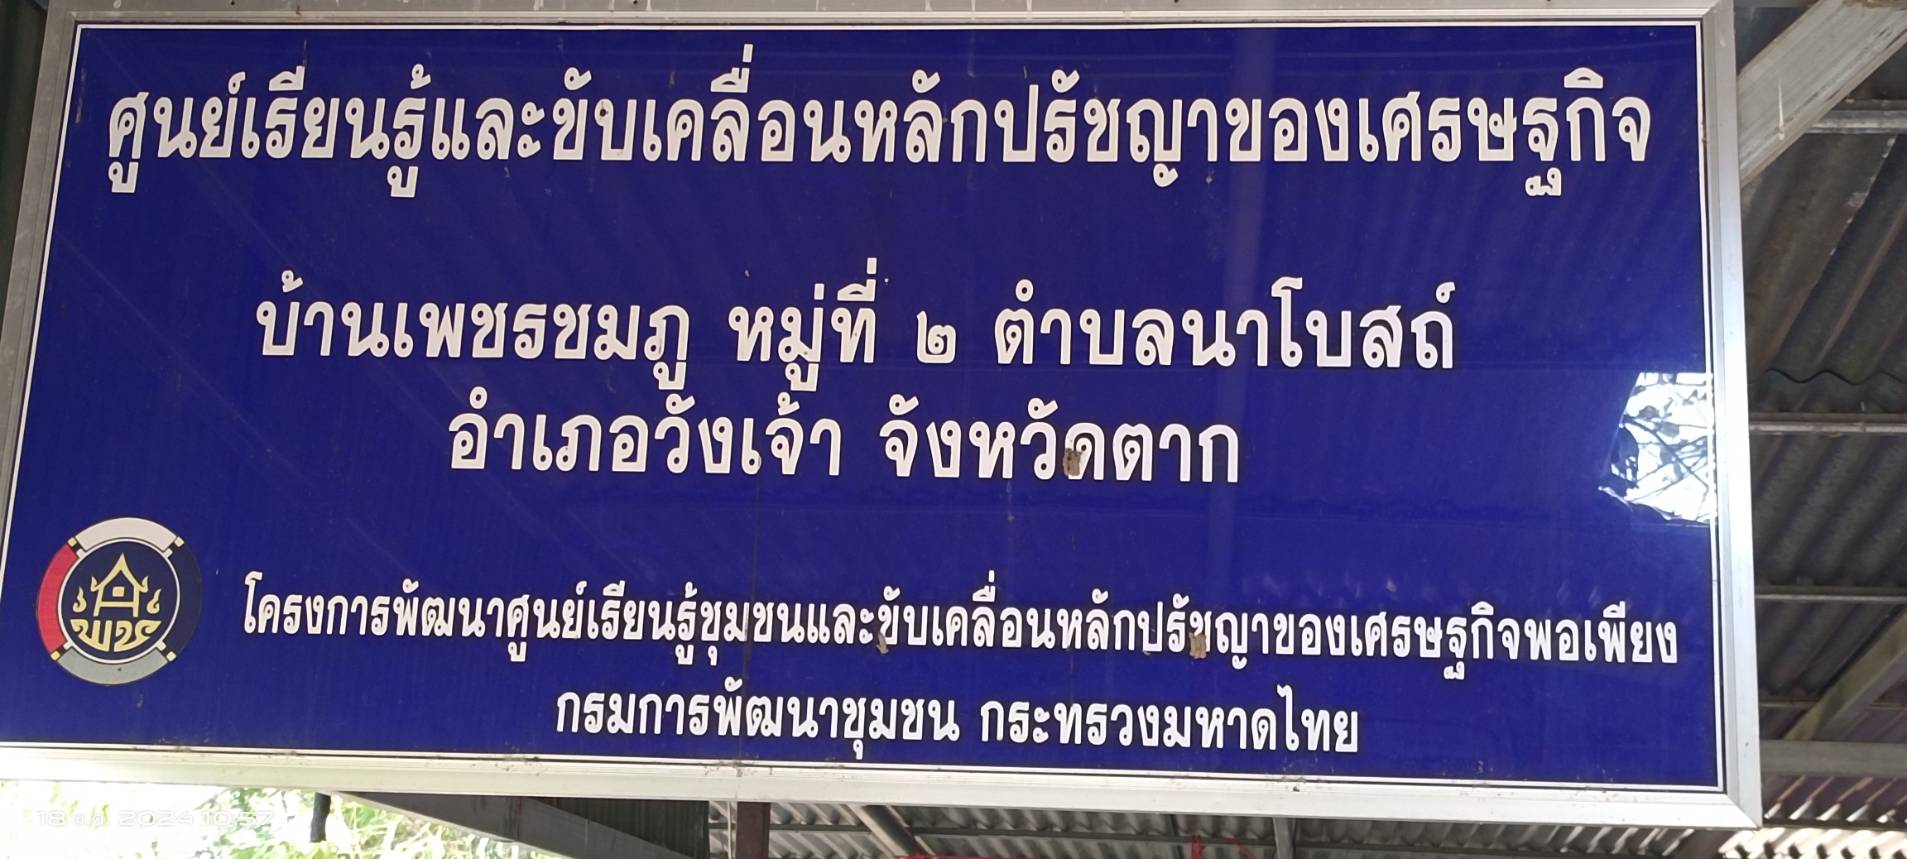 ศูนย์เรียนรู้และขับเคลื่อนหลักปรัชญาของเศรษฐกิจ
บ้านเพชรชมภู หมู่ที่ ๒ ตำบลนาโบสถ์
อำเภอวังเจ้า จังหวัดตาก
พช
โครงการพัฒนาศูนย์เรียนรู้ชุมชนและขับเคลื่อนหลักปรัชญาของเศรษฐกิจพอเพียง
กรมการพัฒนาชุมชน กระทรวงมหาดไทย
18 2024 10:57